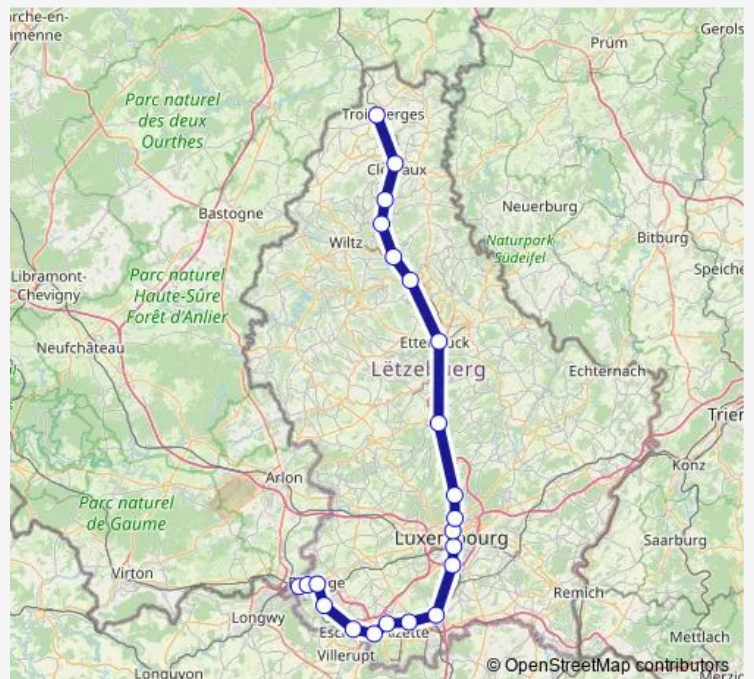 arche-en-
amenne
Prüm
Gerols
Parc naturel
des deux
Ourthes
Bastogne
Wiltz
Neuerburg
Naturpark
Südeifel
Bitburg
Libramont-
Chevigny
Parc naturel
Haute-Sûre
Forêt d'Anlier
Speiche
Neufchâteau
Echternach
Trier
Arlon
Konz
Parc naturel
de Gaume
Saarburg
Virton
Remich
Longwy
Mettlach
Villerupt
Longuyon
© OpenStreetMap contributors